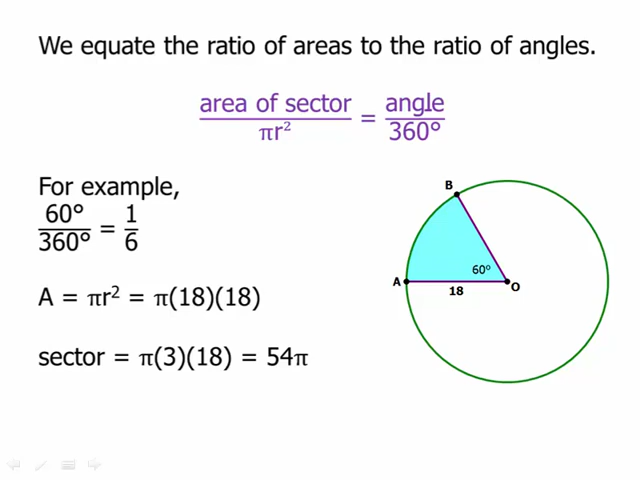 We equate the ratio of areas to the ratio of angles.
area of sector / πr² = angle / 360°
For example,
60° / 360° = 1 / 6
A = πr² = π(18)(18)
sector = π(3)(18) = 54π
B
60°
A
O
18